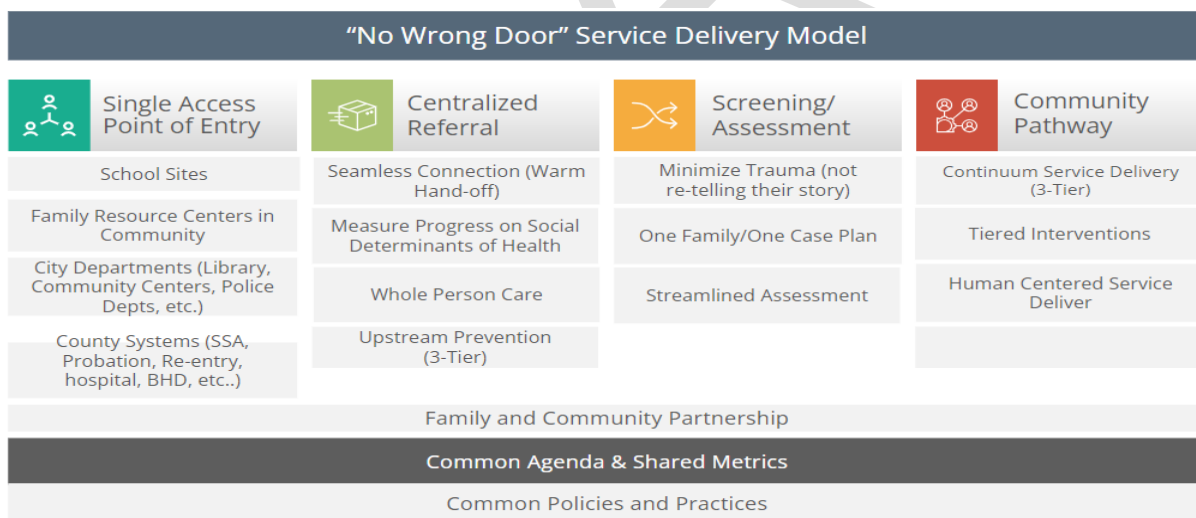 “No Wrong Door” Service Delivery Model
Single Access
Point of Entry
School Sites
Family Resource Centers in
Community
City Departments (Library,
Community Centers, Police
Depts, etc.)
County Systems (SSA,
Probation, Re-entry,
hospital, BHD, etc..)
Centralized
Referral
Seamless Connection (Warm
Hand-off)
Measure Progress on Social
Determinants of Health
Whole Person Care
Upstream Prevention
(3-Tier)
Screening/
Assessment
Minimize Trauma (not
re-telling their story)
One Family/One Case Plan
Streamlined Assessment
Community
Pathway
Continuum Service Delivery
(3-Tier)
Tiered Interventions
Human Centered Service
Deliver
Family and Community Partnership
Common Agenda & Shared Metrics
Common Policies and Practices